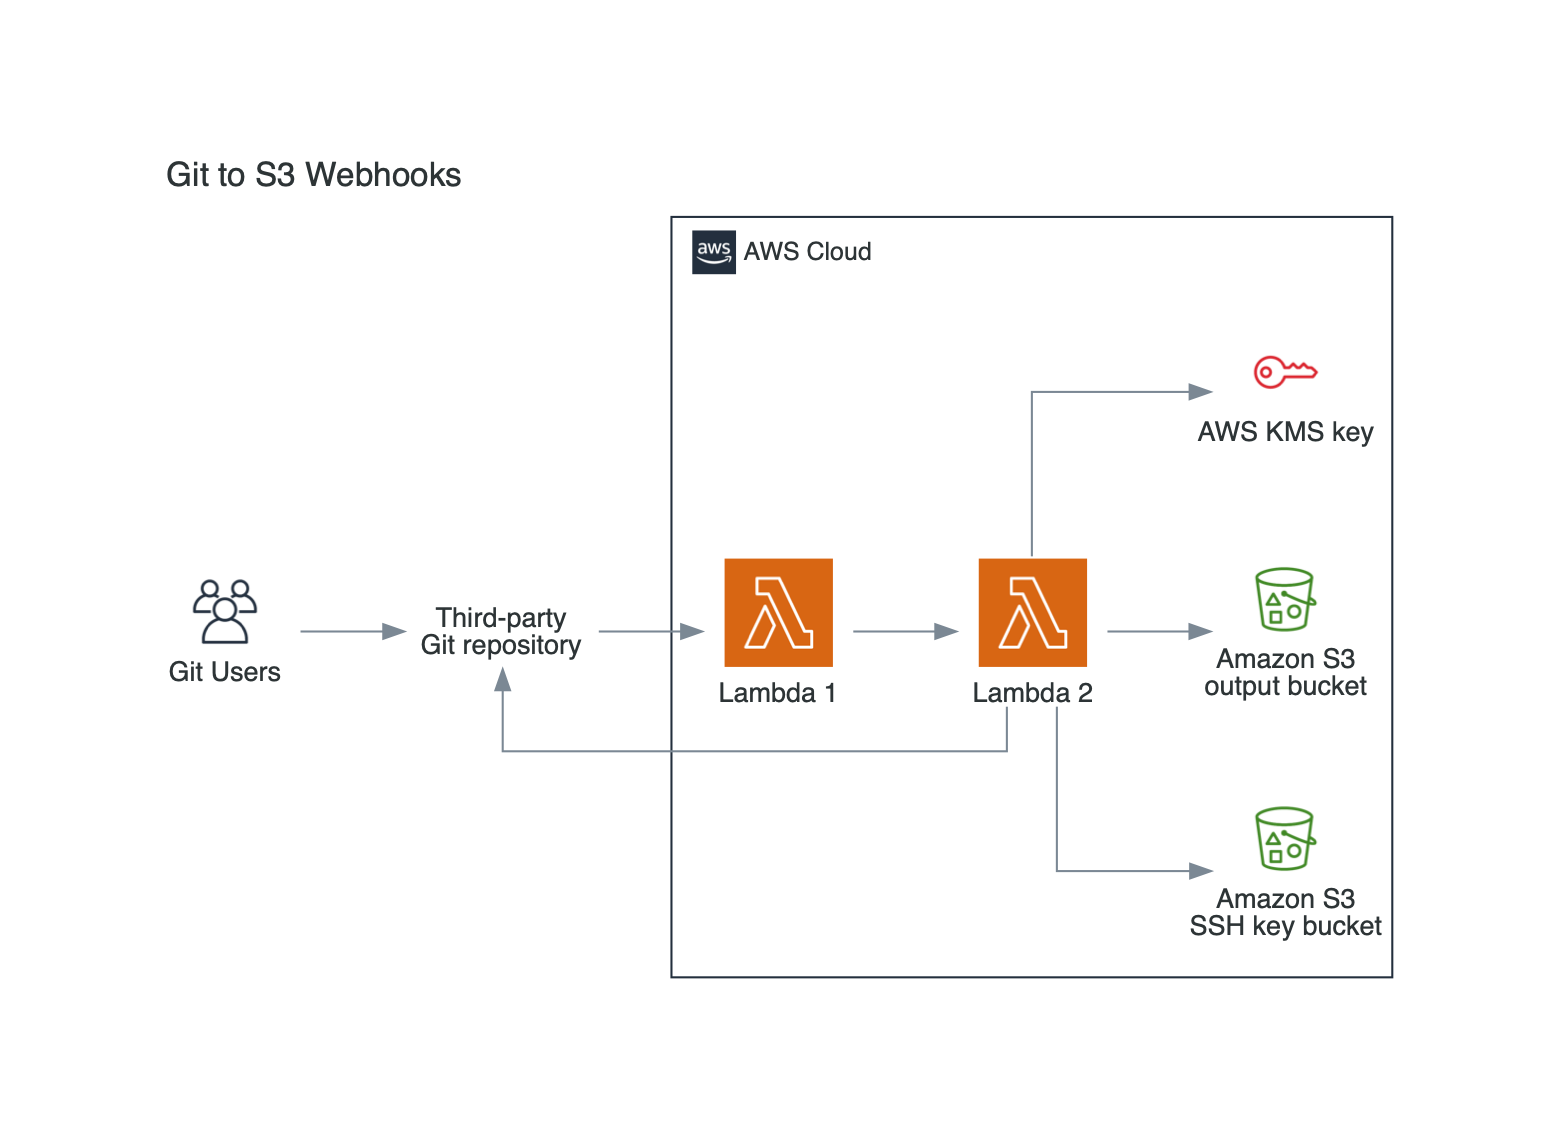 Git to S3 Webhooks
aws
AWS Cloud
AWS KMS key
Git Users
Third-party
Git repository
Lambda 1
Lambda 2
Amazon S3
output bucket
Amazon S3
SSH key bucket